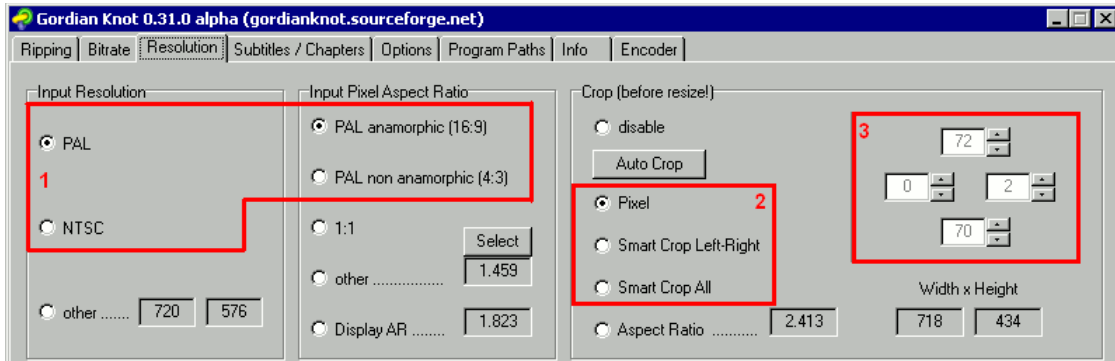 Gordian Knot 0.31.0 alpha (gordianknot.sourceforge.net)
Ripping Bitrate Resolution Subtitles / Chapters Options Program Paths Info Encoder
Input Resolution
PAL
1
NTSC
other ....... 720 576
Input Pixel Aspect Ratio
PAL anamorphic (16:9)
PAL non anamorphic (4:3)
1:1
Select
other ................ 1.459
Display AR ........ 1.823
Crop (before resize!)
disable
Auto Crop
Pixel 2
Smart Crop Left-Right
Smart Crop All
Aspect Ratio ........... 2.413
3
72
0 2
70
Width x Height
718 434